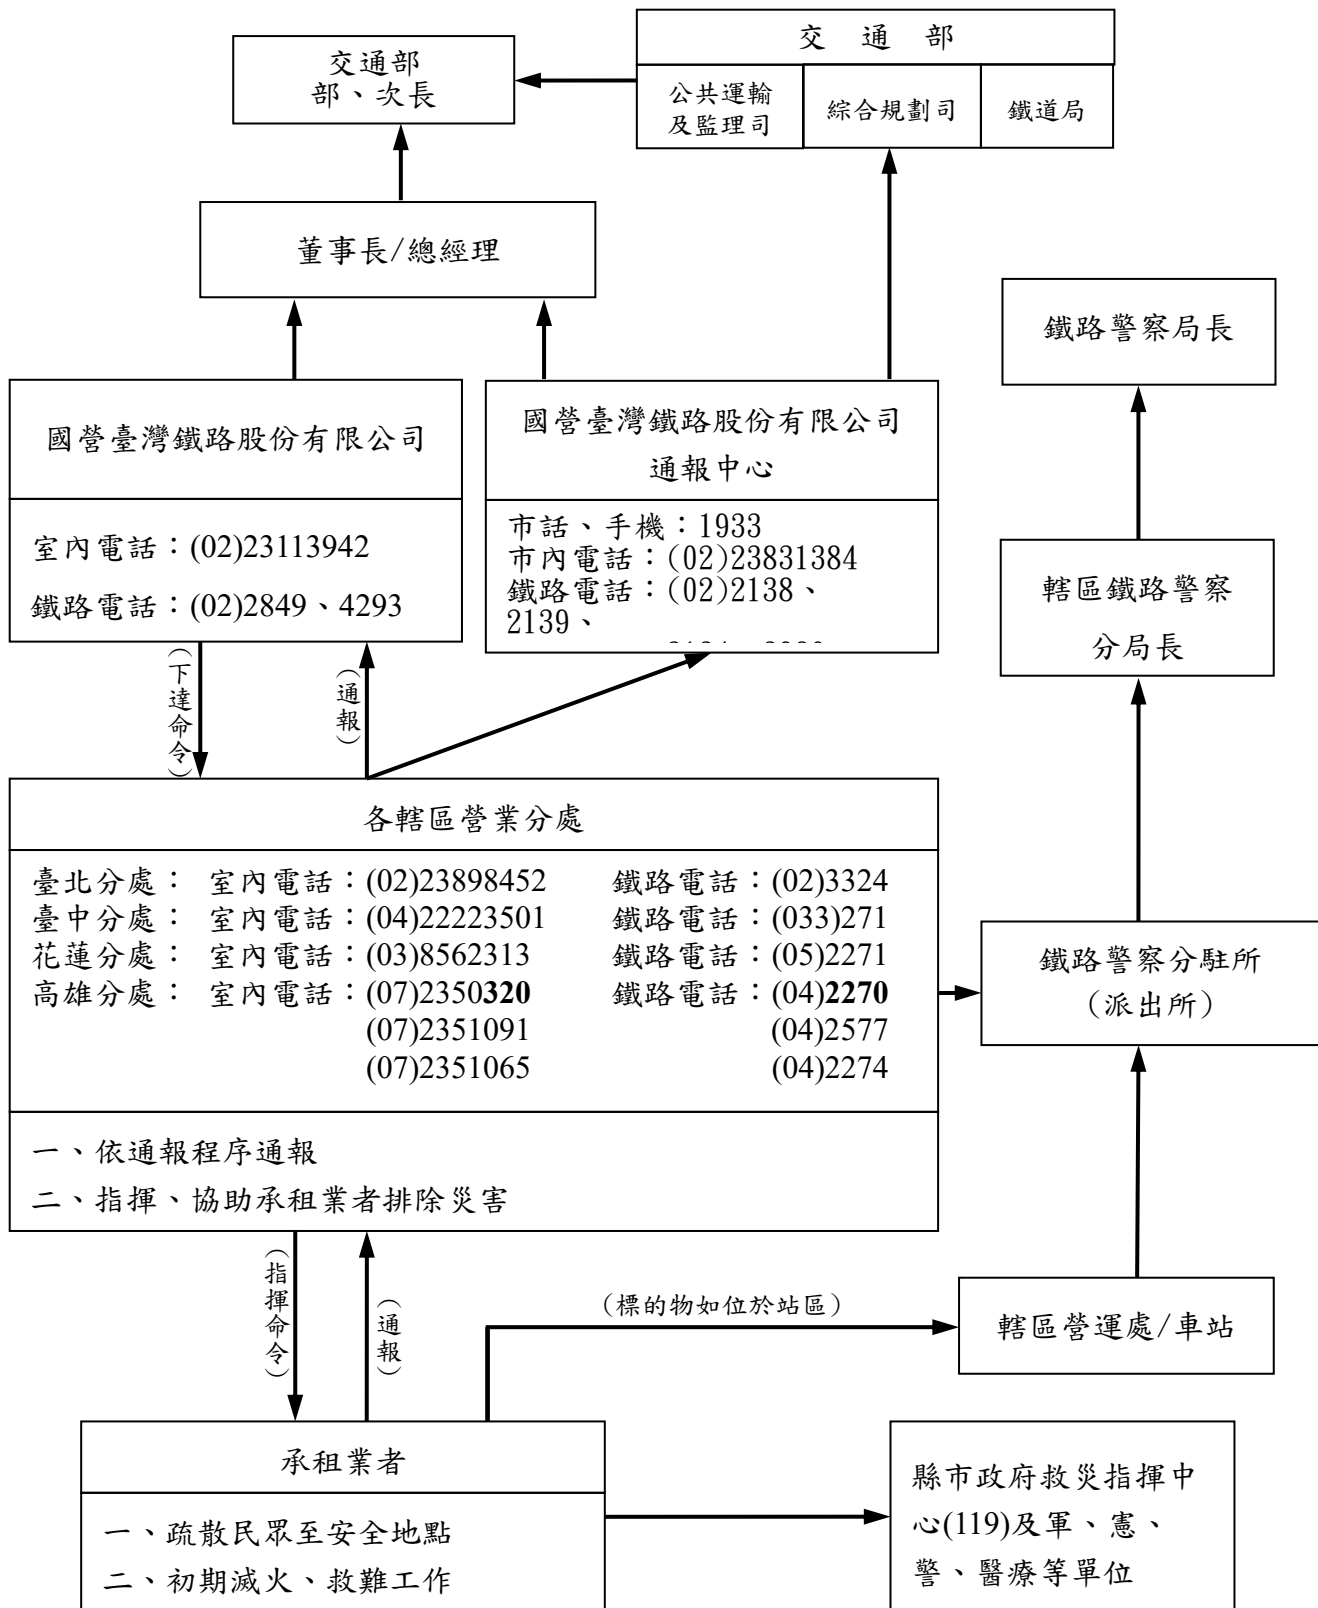 交通部
部、次長
交 通 部
公共運輸
及監理司
綜合規劃司
鐵道局
董事長/總經理
鐵路警察局長
國營臺灣鐵路股份有限公司
室內電話：(02)23113942
鐵路電話：(02)2849、4293
國營臺灣鐵路股份有限公司
通報中心
市話、手機：1933
市內電話：(02)23831384
鐵路電話：(02)2138、
2139、
轄區鐵路警察
分局長
(下達命令)
(通報)
各轄區營業分處
臺北分處： 室內電話：(02)23898452 鐵路電話：(02)3324
臺中分處： 室內電話：(04)22223501 鐵路電話：(033)271
花蓮分處： 室內電話：(03)8562313 鐵路電話：(05)2271
高雄分處： 室內電話：(07)2350320 鐵路電話：(04)2270
(07)2351091 (04)2577
(07)2351065 (04)2274
一、依通報程序通報
二、指揮、協助承租業者排除災害
鐵路警察分駐所
（派出所）
(指揮命令)
(通報)
（標的物如位於站區）
轄區營運處/車站
承租業者
一、疏散民眾至安全地點
二、初期滅火、救難工作
縣市政府救災指揮中
心(119)及軍、憲、
警、醫療等單位